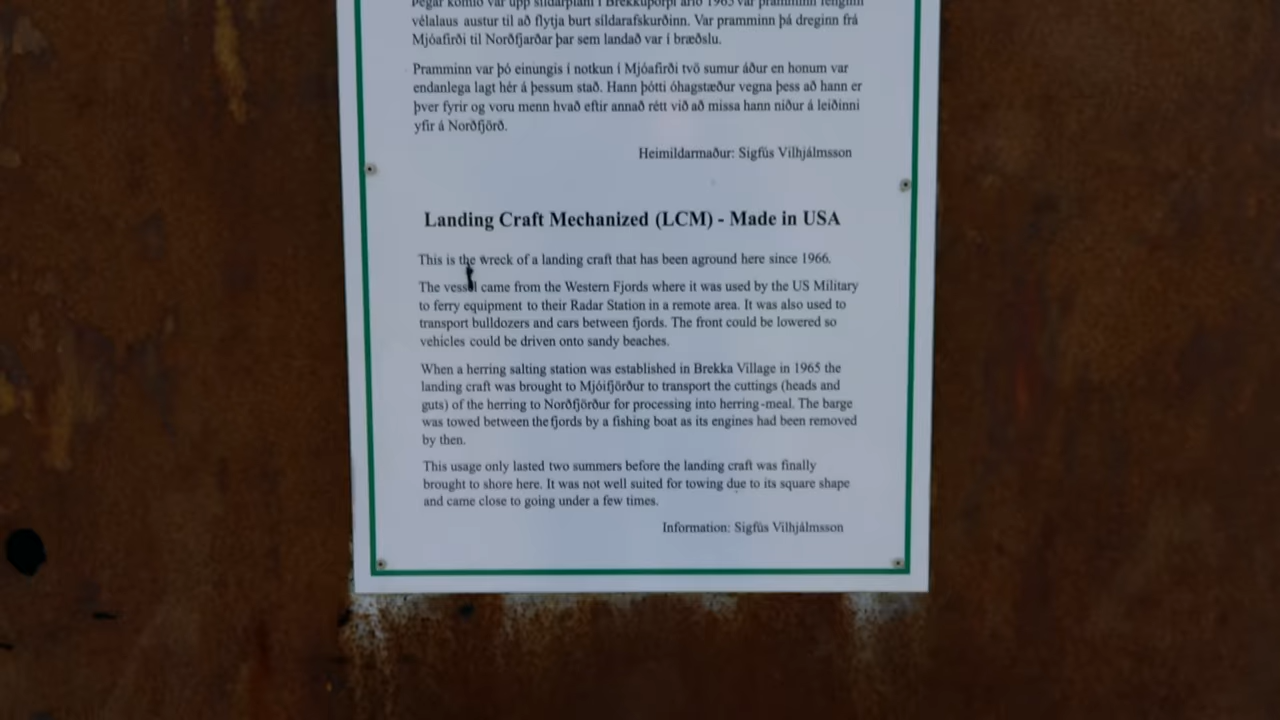 Þegar komið var upp síldarplani í Brekkuþorpi árið 1965 var pramminn fenginn
vélalaus austur til að flytja burt síldarafskurðinn. Var pramminn þá dreginn frá
Mjóafirði til Norðfjarðar þar sem landað var í bræðslu.
Pramminn var þó einungis í notkun í Mjóafirði tvö sumur áður en honum var
endanlega lagt hér á þessum stað. Hann þótti óhagstæður vegna þess að hann er
þver fyrir og voru menn hvað eftir annað rétt við að missa hann niður á leiðinni
yfir á Norðfjörð.
Heimildarmaður: Sigfús Vilhjálmsson
Landing Craft Mechanized (LCM) - Made in USA
This is the wreck of a landing craft that has been aground here since 1966.
The vessel came from the Western Fjords where it was used by the US Military
to ferry equipment to their Radar Station in a remote area. It was also used to
transport bulldozers and cars between fjords. The front could be lowered so
vehicles could be driven onto sandy beaches.
When a herring salting station was established in Brekka Village in 1965 the
landing craft was brought to Mjóifjörður to transport the cuttings (heads and
guts) of the herring to Norðfjörður for processing into herring-meal. The barge
was towed between the fjords by a fishing boat as its engines had been removed
by then.
This usage only lasted two summers before the landing craft was finally
brought to shore here. It was not well suited for towing due to its square shape
and came close to going under a few times.
Information: Sigfús Vilhjálmsson